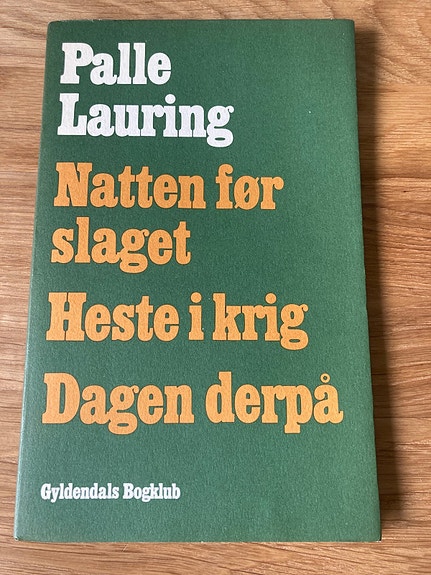 Palle
Lauring
Natten før
slaget
Heste i krig
Dagen derpå
Gyldendals Bogklub